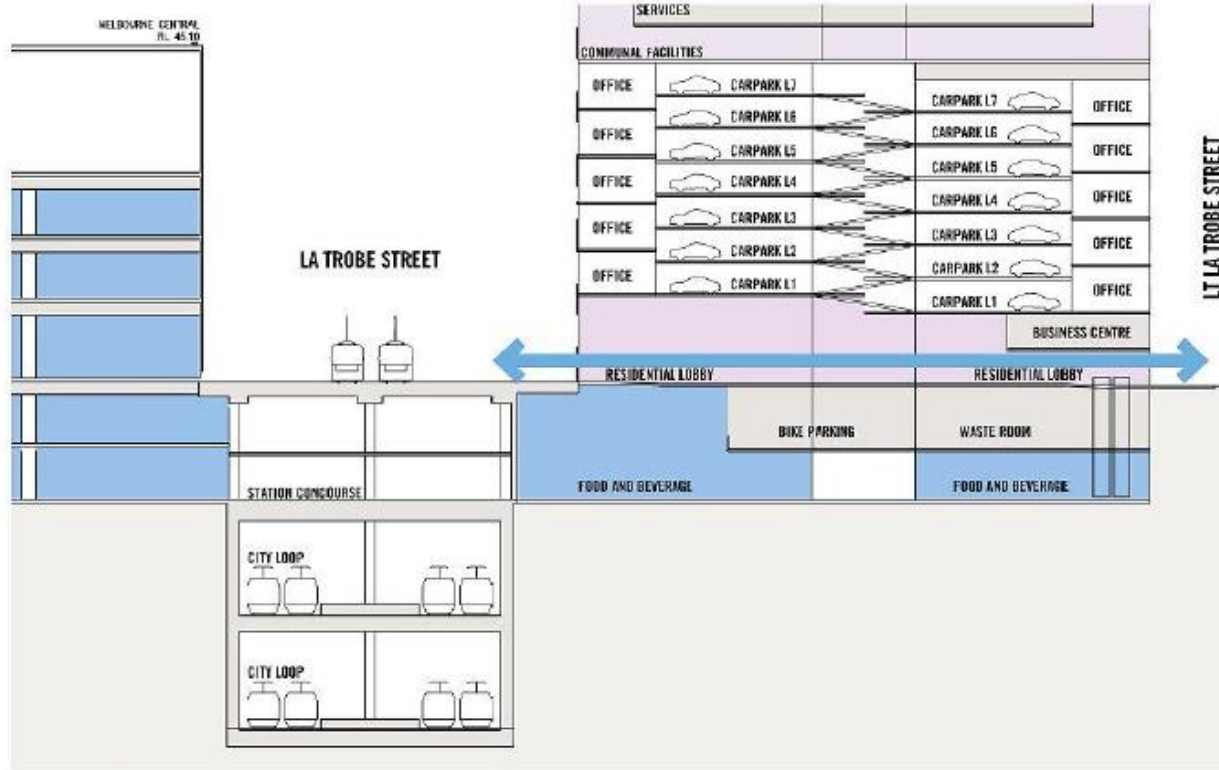 SERVICES
MELBOURNE CENTRAL
RL 45.10
COMMUNAL FACILITIES
OFFICE
CARPARK L7
CARPARK L7
OFFICE
OFFICE
CARPARK L6
CARPARK L6
OFFICE
CARPARK L5
CARPARK L5
OFFICE
CARPARK L4
CARPARK L4
OFFICE
OFFICE
CARPARK L3
CARPARK L3
OFFICE
CARPARK L2
CARPARK L2
OFFICE
CARPARK L1
CARPARK L1
OFFICE
LA TROBE STREET
LT LA TROBE STREET
BUSINESS CENTRE
RESIDENTIAL LOBBY
RESIDENTIAL LOBBY
BIKE PARKING
WASTE ROOM
STATION CONCOURSE
FOOD AND BEVERAGE
FOOD AND BEVERAGE
CITY LOOP
CITY LOOP